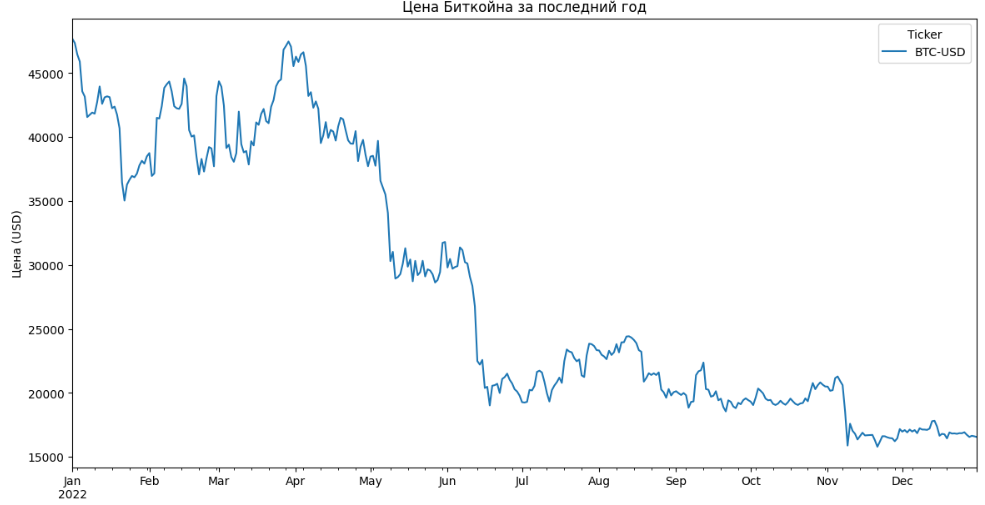 Цена Биткойна за последний год
Ticker
BTC-USD
Цена (USD)
45000
40000
35000
30000
25000
20000
15000
Jan
2022
Feb
Mar
Apr
May
Jun
Jul
Aug
Sep
Oct
Nov
Dec